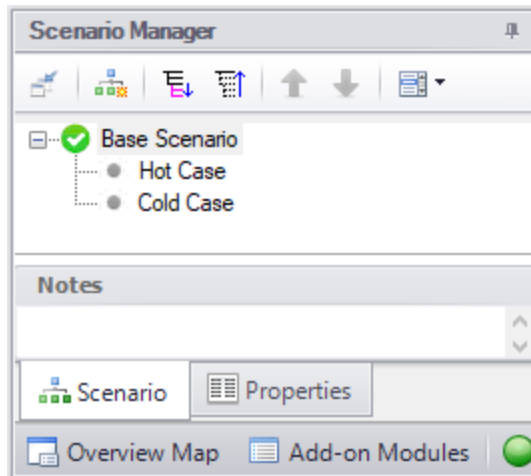 Scenario Manager
Base Scenario
Hot Case
Cold Case
Notes
Scenario Properties
Overview Map Add-on Modules